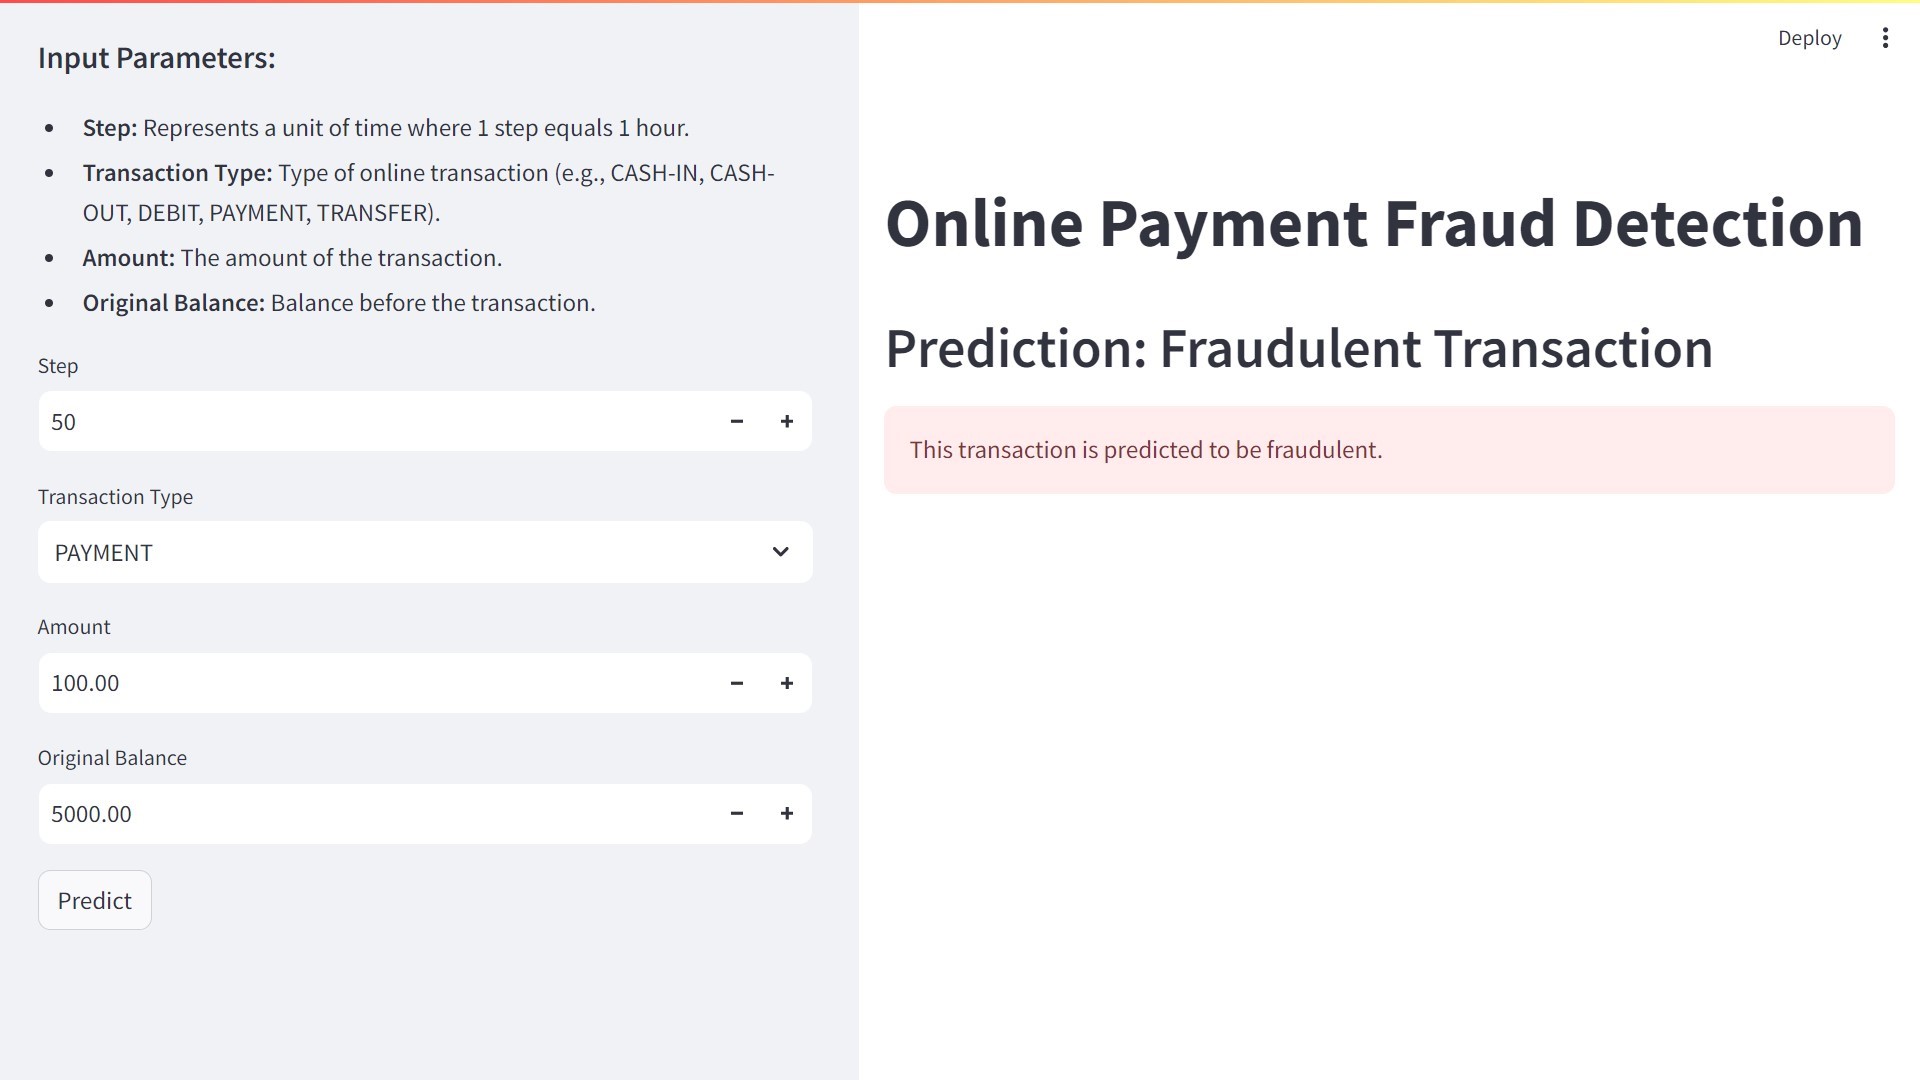 Input Parameters:
• Step: Represents a unit of time where 1 step equals 1 hour.
• Transaction Type: Type of online transaction (e.g., CASH-IN, CASH-
OUT, DEBIT, PAYMENT, TRANSFER).
• Amount: The amount of the transaction.
• Original Balance: Balance before the transaction.
Step
50
Transaction Type
PAYMENT
Amount
100.00
Original Balance
5000.00
Predict
Deploy
Online Payment Fraud Detection
Prediction: Fraudulent Transaction
This transaction is predicted to be fraudulent.